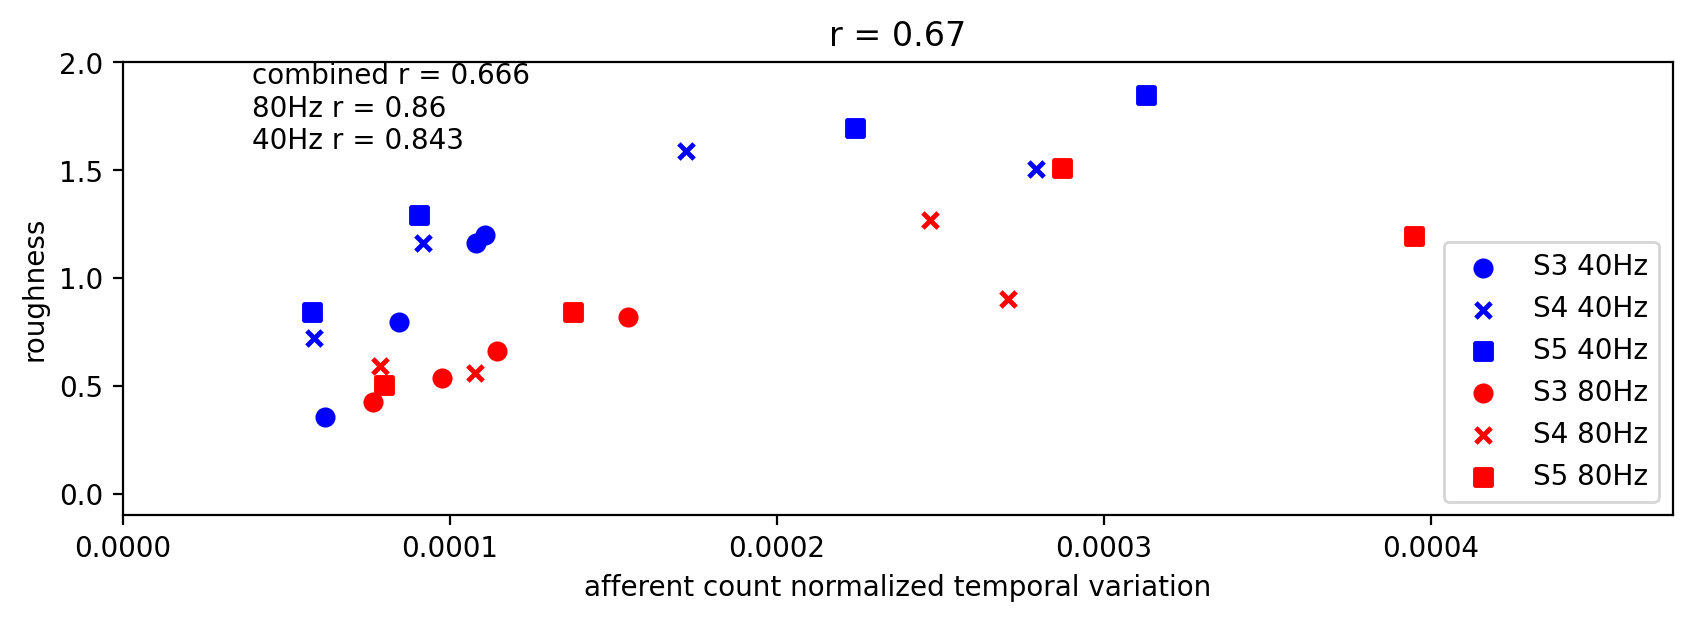 r = 0.67
combined r = 0.666
80Hz r = 0.86
40Hz r = 0.843
2.0
1.5
1.0
0.5
0.0
roughness
S3 40Hz
S4 40Hz
S5 40Hz
S3 80Hz
S4 80Hz
S5 80Hz
0.0000 0.0001 0.0002 0.0003 0.0004
afferent count normalized temporal variation